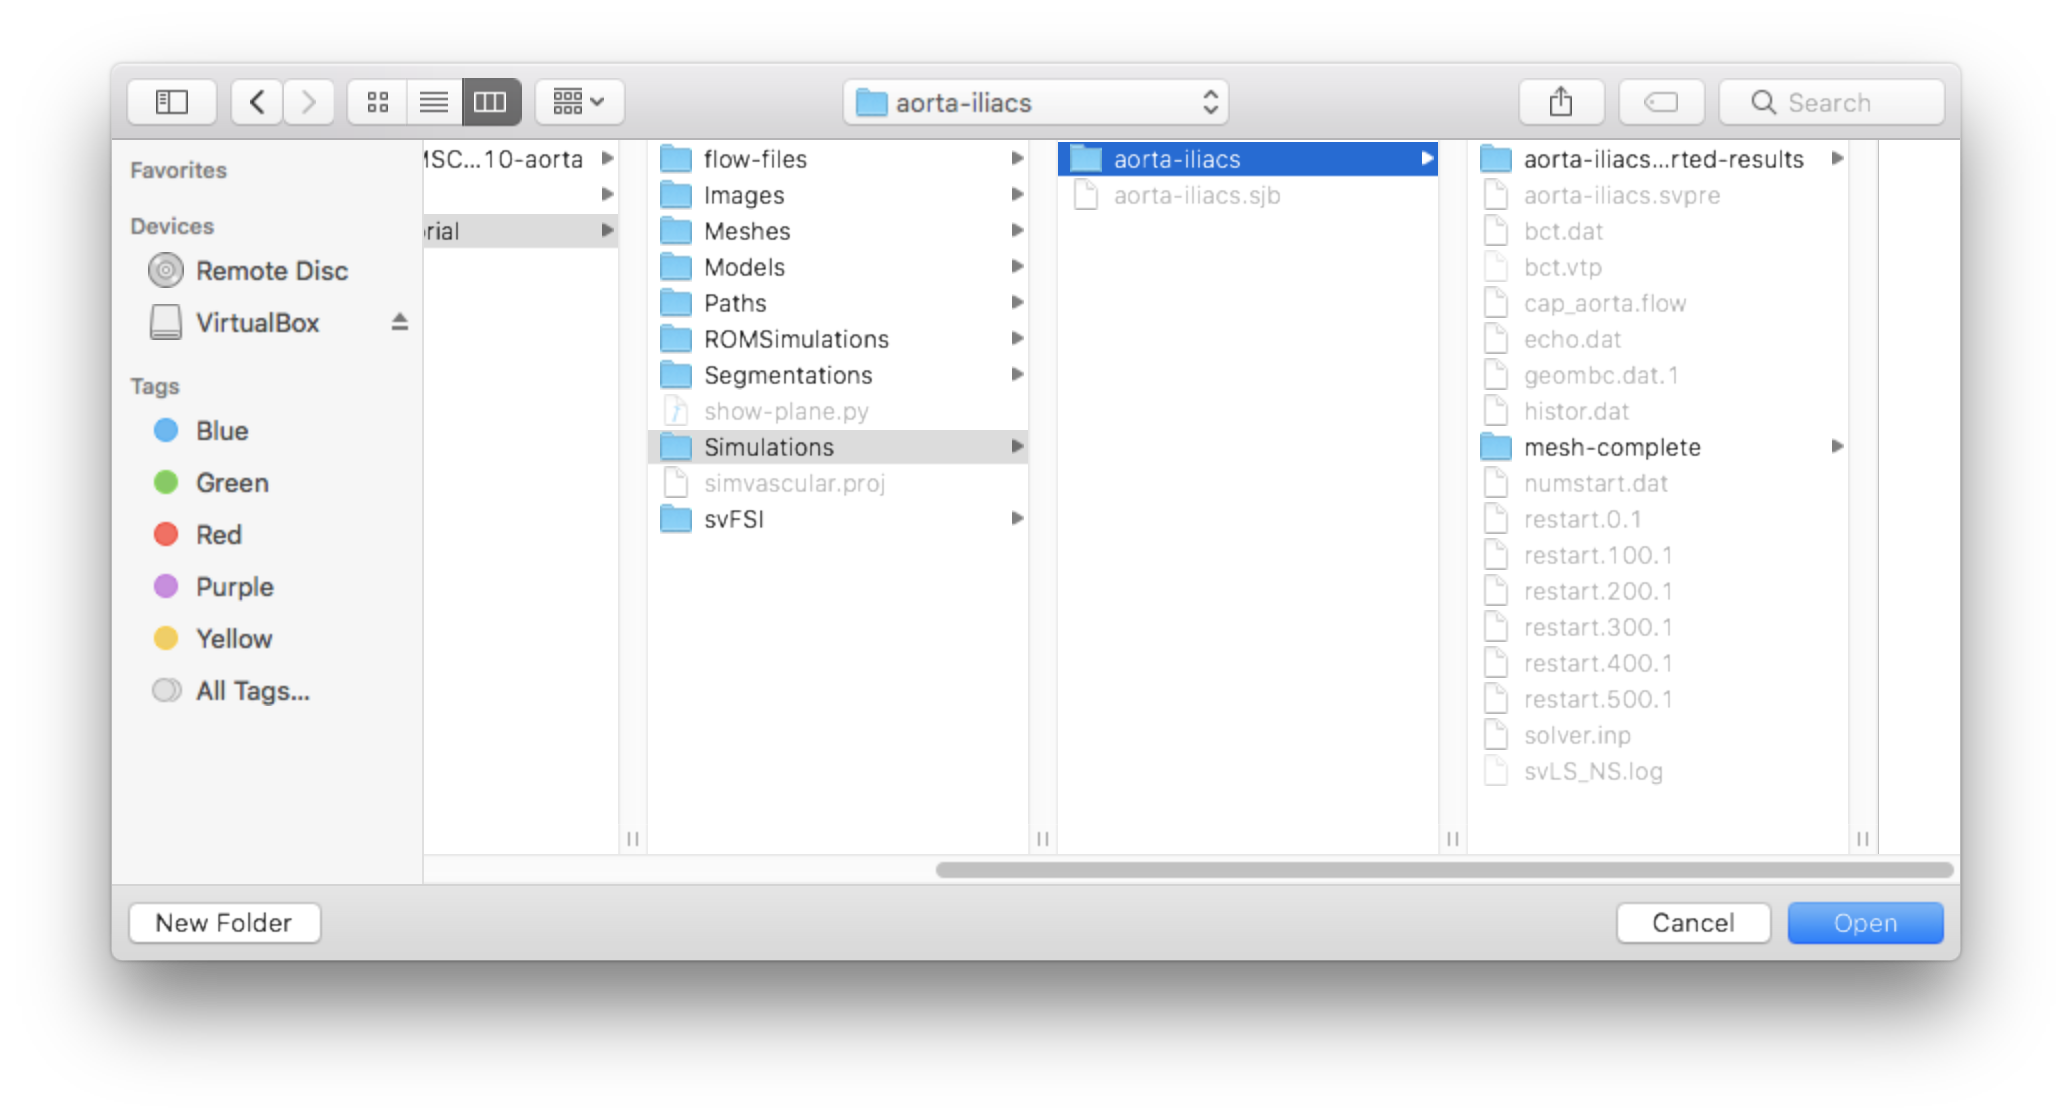 aorta-iliacs
Search
Favorites
Devices
Remote Disc
VirtualBox
Tags
Blue
Green
Red
Purple
Yellow
All Tags...
MSC...10-aorta
rial
flow-files
Images
Meshes
Models
Paths
ROMSimulations
Segmentations
show-plane.py
Simulations
simvascular.proj
svFSI
aorta-iliacs
aorta-iliacs.sjb
aorta-iliacs...rted-results
aorta-iliacs.svpre
bct.dat
bct.vtp
cap_aorta.flow
echo.dat
geombc.dat.1
histor.dat
mesh-complete
numstart.dat
restart.0.1
restart.100.1
restart.200.1
restart.300.1
restart.400.1
restart.500.1
solver.inp
svLS_NS.log
New Folder
Cancel
Open